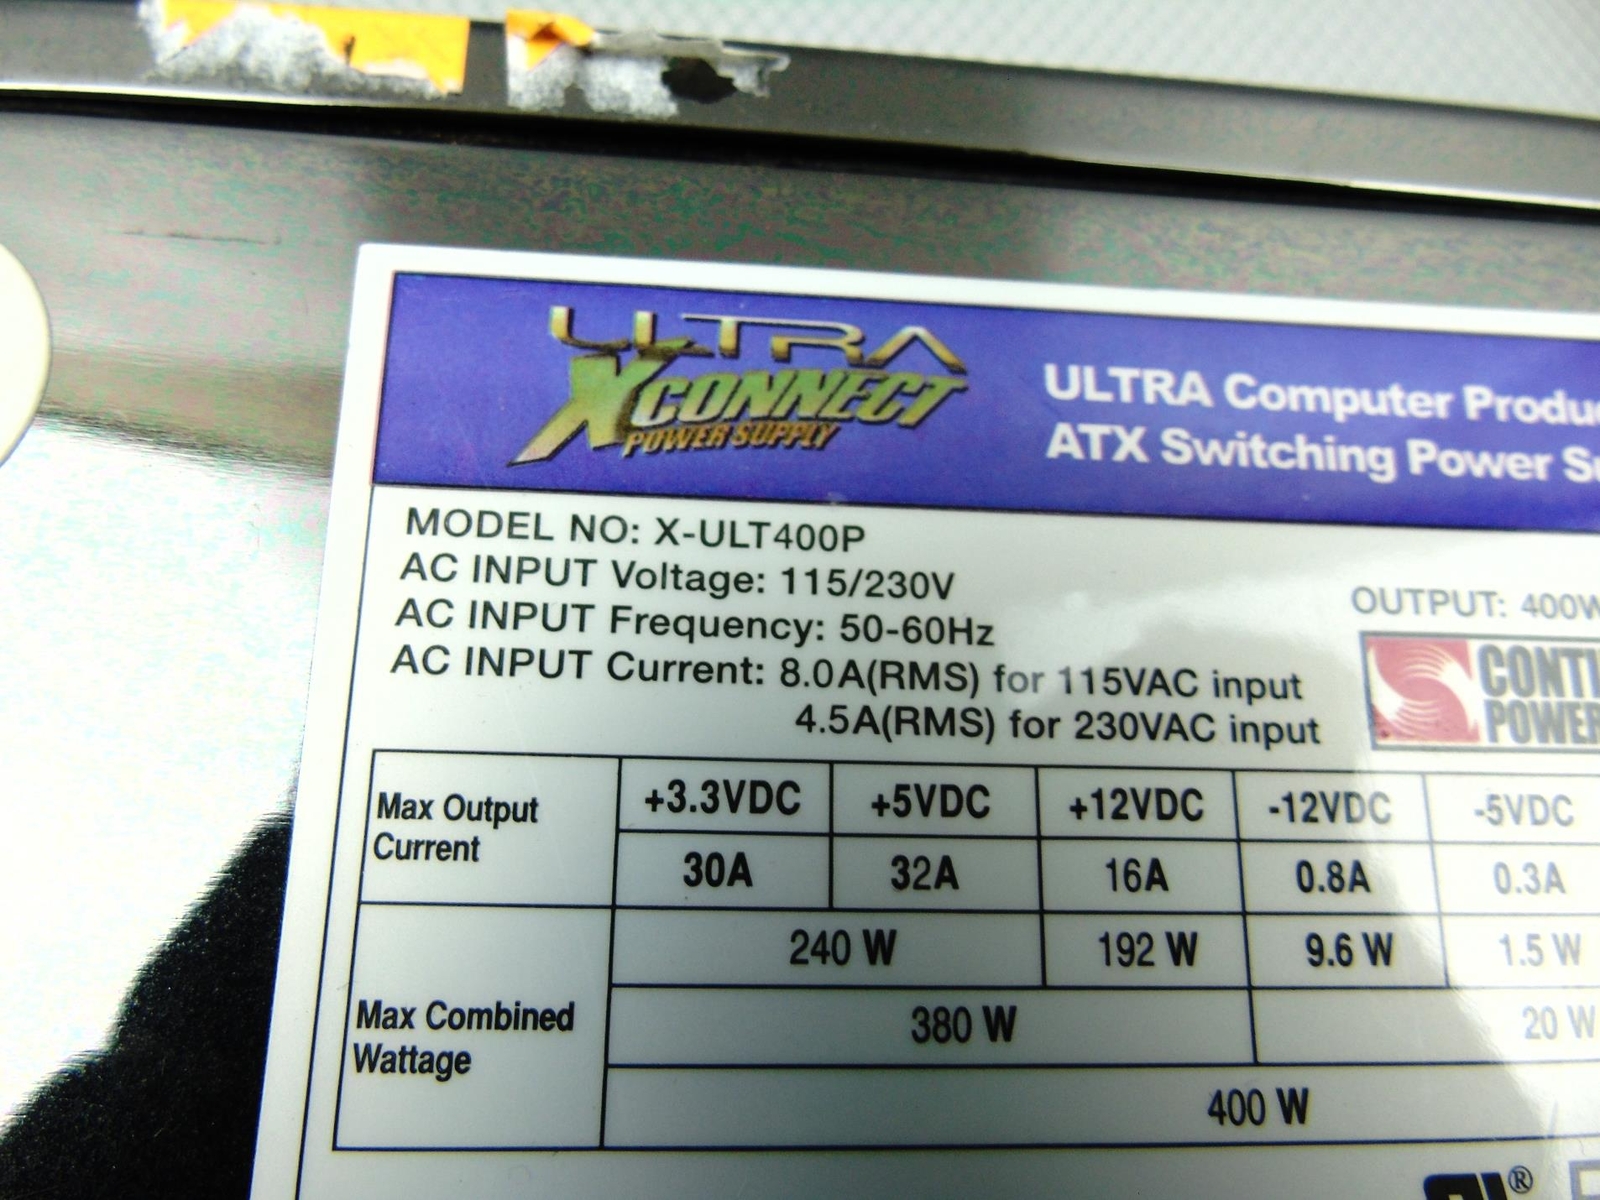 ULTRA
XCONNECT
POWER SUPPLY
ULTRA Computer
ATX Switching Power
MODEL NO: X-ULT400P
AC INPUT Voltage: 115/230V
AC INPUT Frequency: 50-60Hz
AC INPUT Current: 8.0A(RMS) for 115VAC input
4.5A(RMS) for 230VAC input
OUTPUT: 400W
POWER
Max Output
Current
+3.3VDC +5VDC +12VDC -12VDC -5VDC
30A 32A 16A 0.8A 0.3A
Max Combined
Wattage
240 W 192 W 9.6 W 1.5 W
380 W 20 W
400 W